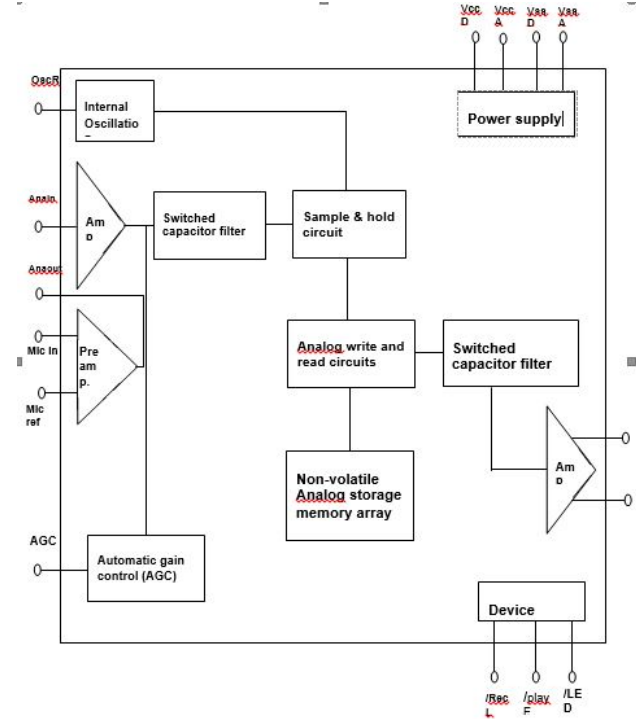 Vcc Vcc Vss Vss
D A D A
OscR
Internal
Oscillatio
Power supply
Anain
Am
p
Switched
capacitor filter
Sample & hold
circuit
Anaout
Mic in
Pre
am
p.
Analog write and
read circuits
Switched
capacitor filter
Mic
ref
Non-volatile
Analog storage
memory array
Am
p
AGC
Automatic gain
control (AGC)
Device
/Rec
L
/play
E
/LE
D